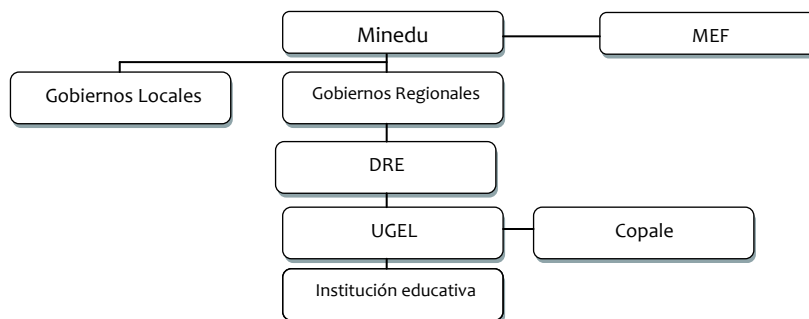 Minedu
MEF
Gobiernos Locales
Gobiernos Regionales
DRE
UGEL
Copale
Institución educativa